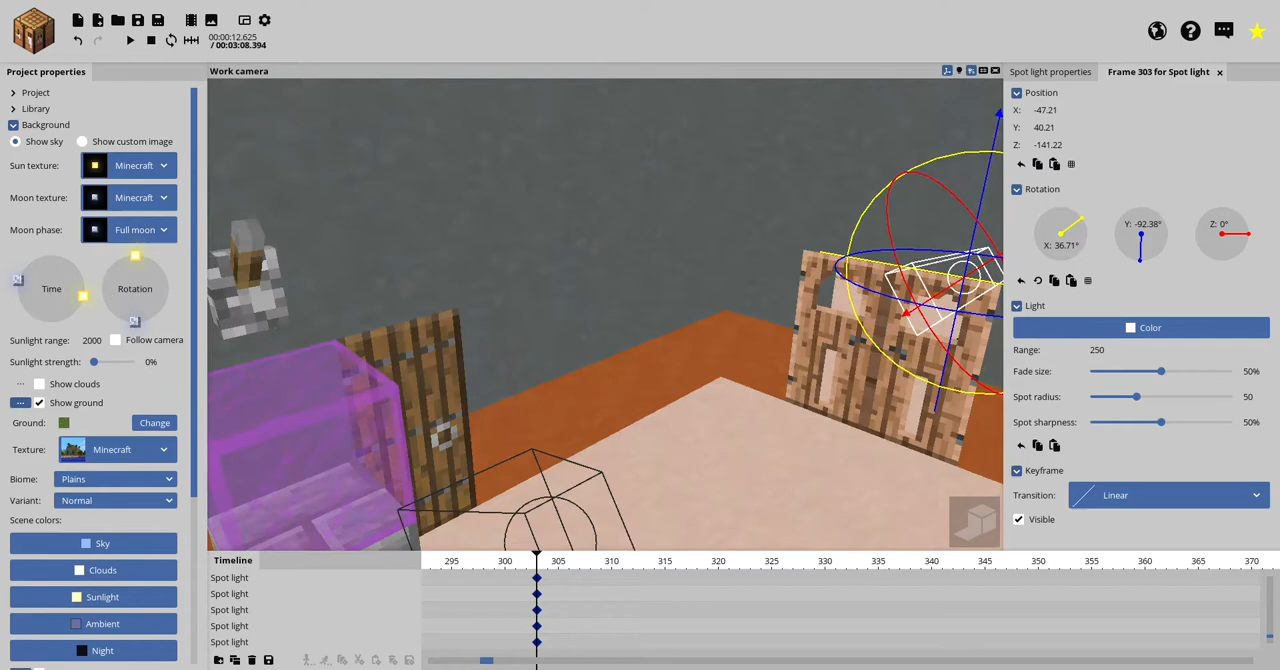 00:00:12.625
/ 00:03:08.394
Project properties
Project
Library
Background
Show sky
Show custom image
Sun texture:
Minecraft
Moon texture:
Minecraft
Moon phase:
Full moon
Time
Rotation
Sunlight range:
2000
Follow camera
Sunlight strength:
0%
Show clouds
Show ground
Ground:
Change
Texture:
Minecraft
Biome:
Plains
Variant:
Normal
Scene colors:
Sky
Clouds
Sunlight
Ambient
Night
Work camera
Timeline
295 300 305 310 315 320 325 330 335 340 345 350 355 360 365 370
Spot light
Spot light
Spot light
Spot light
Spot light
Spot light properties
Frame 303 for Spot light
Position
X: -47.21
Y: 40.21
Z: -141.22
Rotation
X: 36.71°
Y: -92.38°
Z: 0°
Light
Color
Range: 250
Fade size: 50%
Spot radius: 50
Spot sharpness: 50%
Keyframe
Transition: Linear
Visible